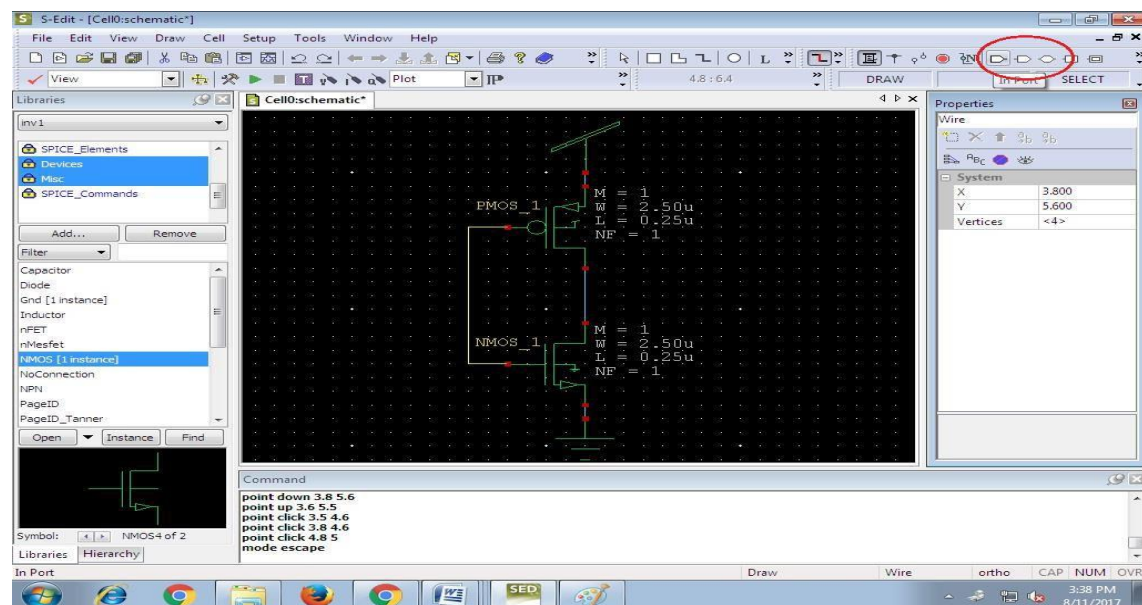 S-Edit - [Cell0:schematic*]
File Edit View Draw Cell Setup Tools Window Help
View
Plot
4.8 : 6.4
DRAW
In Port
SELECT
Libraries
inv1
SPICE_Elements
Devices
Misc
SPICE_Commands
Add...
Remove
Filter
Capacitor
Diode
Gnd [1 instance]
Inductor
nFET
nMesfet
NMOS [1 instance]
NoConnection
NPN
PageID
PageID_Tanner
Open
Instance
Find
Symbol:
NMOS4 of 2
Libraries
Hierarchy
Cell0:schematic*
PMOS_1
M = 1
W = 2.50u
L = 0.25u
NF = 1
NMOS_1
M = 1
W = 2.50u
L = 0.25u
NF = 1
Properties
Wire
System
X 3.800
Y 5.600
Vertices <4>
Command
point down 3.8 5.6
point up 3.6 5.5
point click 3.5 4.6
point click 3.8 4.6
point click 4.8 5
mode escape
In Port
Draw
Wire
ortho
CAP NUM OVR
SED
3:38 PM
8/11/2017